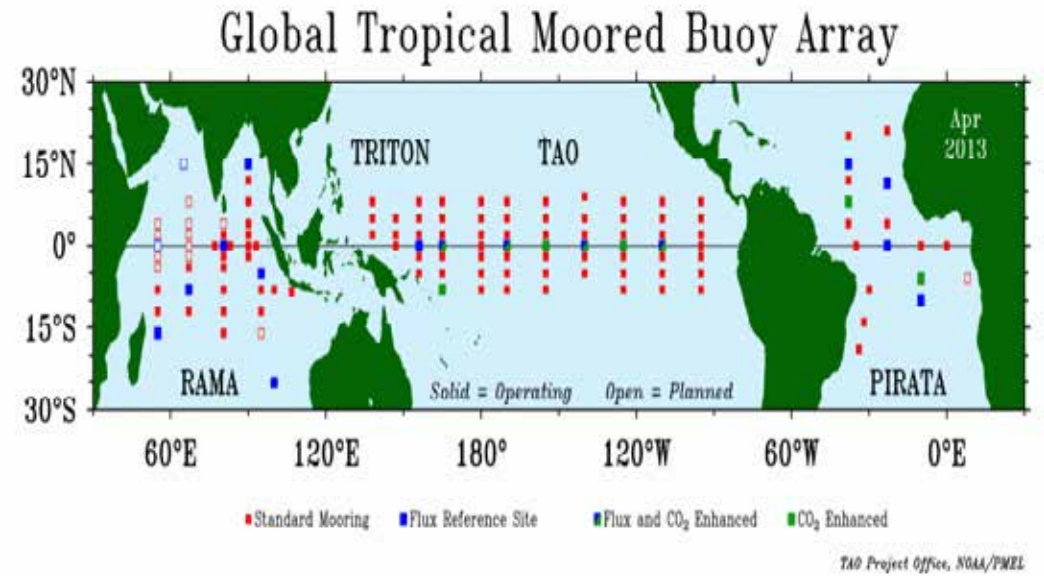 Global Tropical Moored Buoy Array
30°N
15°N
0°
15°S
30°S
TRITON
TAO
Apr
2013
RAMA
Solid = Operating
Open = Planned
PIRATA
60°E
120°E
180°
120°W
60°W
0°E
Standard Mooring
Flux Reference Site
Flux and CO₂ Enhanced
CO₂ Enhanced
TAO Project Office, NOAA/PMEL